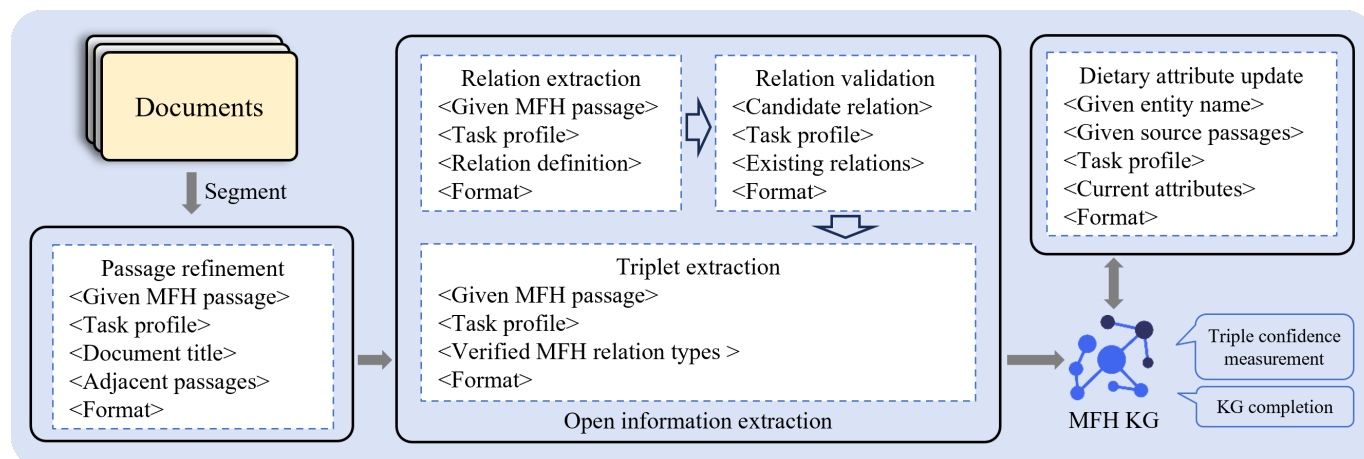 Documents
Segment
Passage refinement
<Given MFH passage>
<Task profile>
<Document title>
<Adjacent passages>
<Format>
Relation extraction
<Given MFH passage>
<Task profile>
<Relation definition>
<Format>
Relation validation
<Candidate relation>
<Task profile>
<Existing relations>
<Format>
Triplet extraction
<Given MFH passage>
<Task profile>
<Verified MFH relation types >
<Format>
Open information extraction
Dietary attribute update
<Given entity name>
<Given source passages>
<Task profile>
<Current attributes>
<Format>
MFH KG
Triple confidence
measurement
KG completion